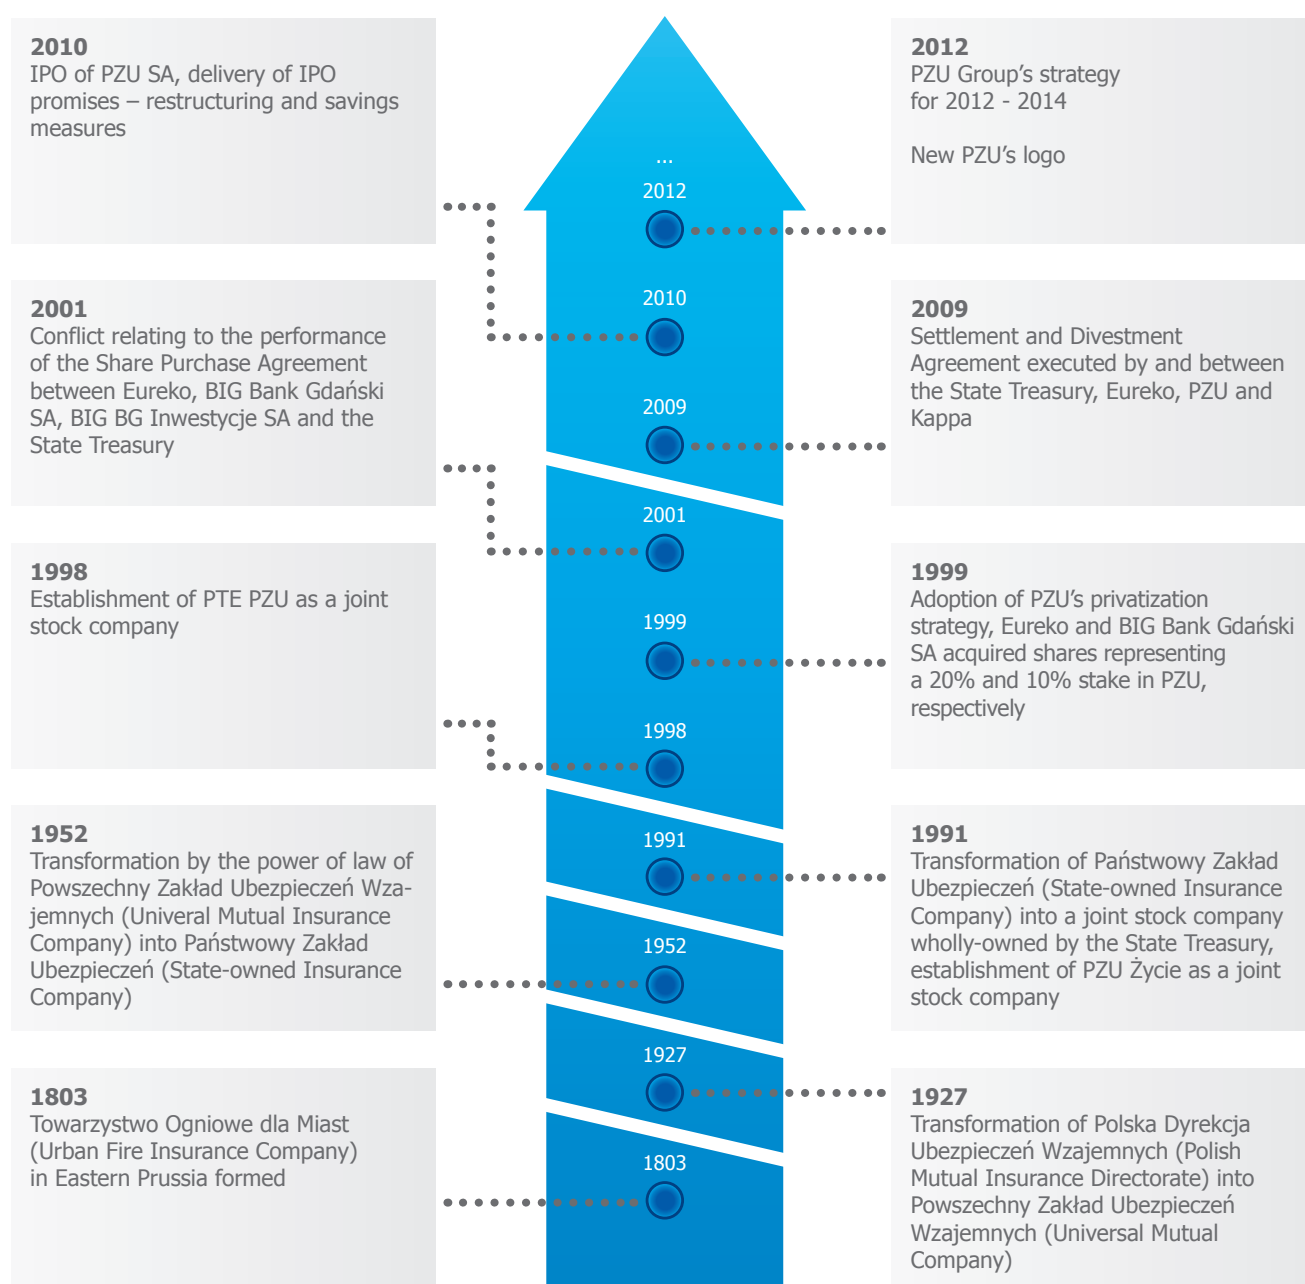 2010
IPO of PZU SA, delivery of IPO
promises – restructuring and savings
measures
2001
Conflict relating to the performance
of the Share Purchase Agreement
between Eureko, BIG Bank Gdański
SA, BIG BG Inwestycje SA and the
State Treasury
1998
Establishment of PTE PZU as a joint
stock company
1952
Transformation by the power of law of
Powszechny Zakład Ubezpieczeń Wza-
jemnych (Univeral Mutual Insurance
Company) into Państwowy Zakład
Ubezpieczeń (State-owned Insurance
Company)
1803
Towarzystwo Ogniowe dla Miast
(Urban Fire Insurance Company)
in Eastern Prussia formed
...
2012
2010
2009
2001
1999
1998
1991
1952
1927
1803
2012
PZU Group’s strategy
for 2012 - 2014
New PZU’s logo
2009
Settlement and Divestment
Agreement executed by and between
the State Treasury, Eureko, PZU and
Kappa
1999
Adoption of PZU’s privatization
strategy, Eureko and BIG Bank Gdański
SA acquired shares representing
a 20% and 10% stake in PZU,
respectively
1991
Transformation of Państwowy Zakład
Ubezpieczeń (State-owned Insurance
Company) into a joint stock company
wholly-owned by the State Treasury,
establishment of PZU Życie as a joint
stock company
1927
Transformation of Polska Dyrekcja
Ubezpieczeń Wzajemnych (Polish
Mutual Insurance Directorate) into
Powszechny Zakład Ubezpieczeń
Wzajemnych (Universal Mutual
Company)